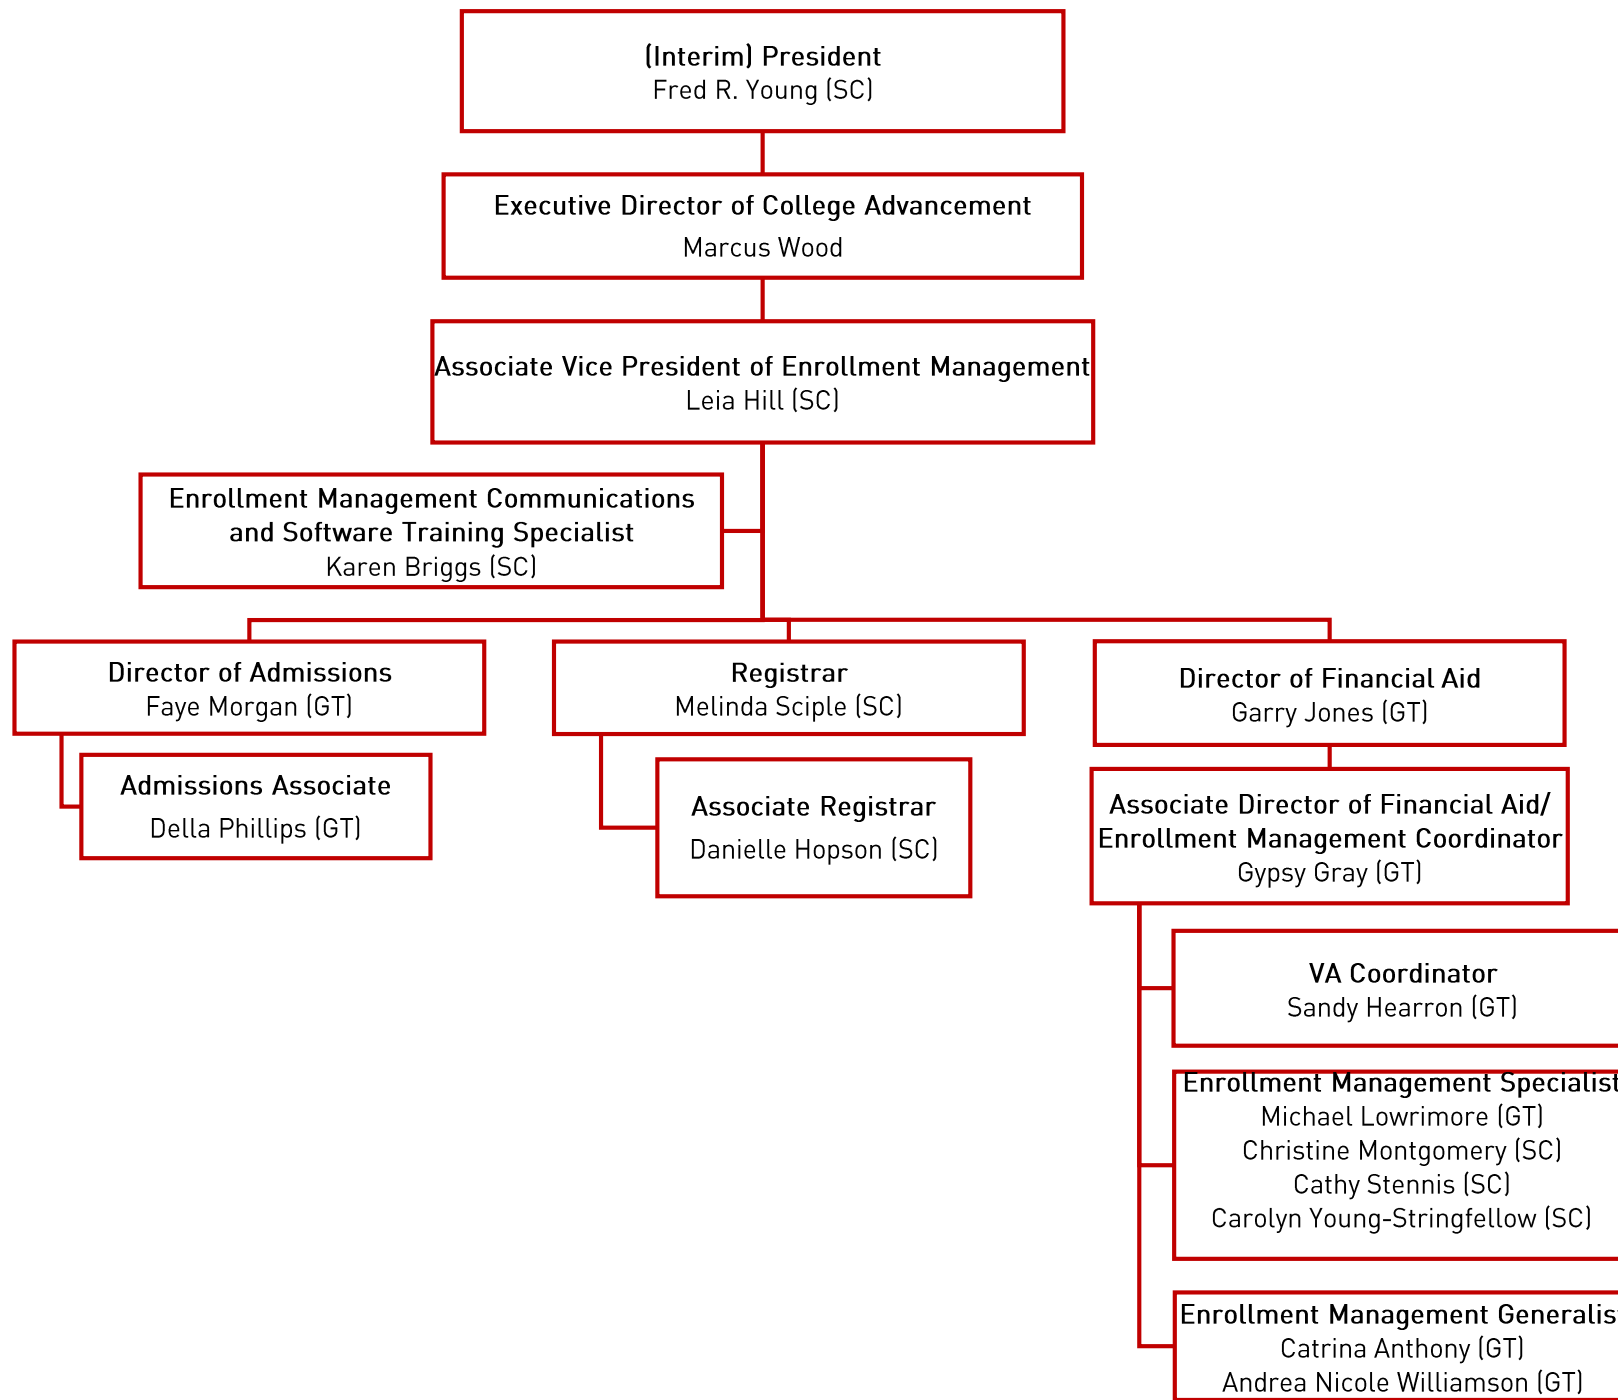 (Interim) President
Fred R. Young (SC)
Executive Director of College Advancement
Marcus Wood
Associate Vice President of Enrollment Management
Leia Hill (SC)
Enrollment Management Communications
and Software Training Specialist
Karen Briggs (SC)
Director of Admissions
Faye Morgan (GT)
Admissions Associate
Della Phillips (GT)
Registrar
Melinda Sciple (SC)
Associate Registrar
Danielle Hopson (SC)
Director of Financial Aid
Garry Jones (GT)
Associate Director of Financial Aid/
Enrollment Management Coordinator
Gypsy Gray (GT)
VA Coordinator
Sandy Hearron (GT)
Enrollment Management Specialist
Michael Lowrimore (GT)
Christine Montgomery (SC)
Cathy Stennis (SC)
Carolyn Young-Stringfellow (SC)
Enrollment Management Generalist
Catrina Anthony (GT)
Andrea Nicole Williamson (GT)